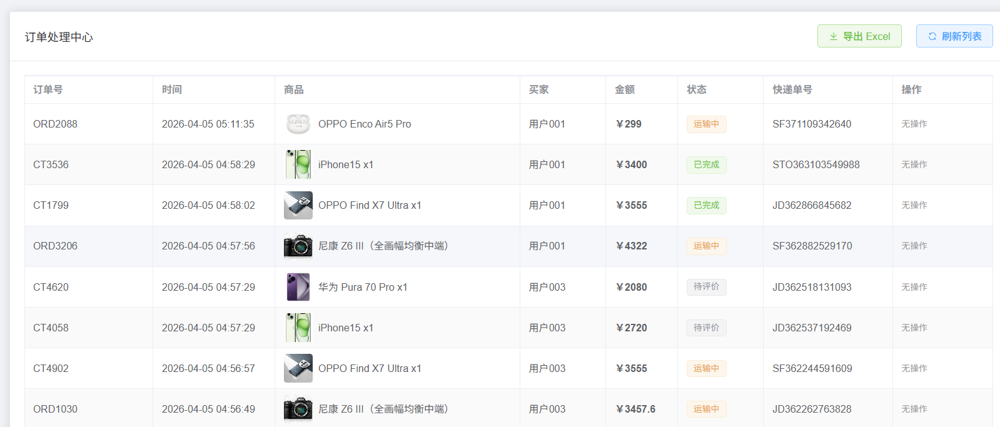 订单处理中心
导出 Excel
刷新列表
订单号 时间 商品 买家 金额 状态 快递单号 操作
ORD2088 2026-04-05 05:11:35 OPPO Enco Air5 Pro 用户001 ￥299 运输中 SF371109342640 无操作
CT3536 2026-04-05 04:58:29 iPhone15 x1 用户001 ￥3400 已完成 STO363103549988 无操作
CT1799 2026-04-05 04:58:02 OPPO Find X7 Ultra x1 用户001 ￥3555 已完成 JD362866845682 无操作
ORD3206 2026-04-05 04:57:56 尼康 Z6 III（全画幅均衡中端） 用户001 ￥4322 运输中 SF362882529170 无操作
CT4620 2026-04-05 04:57:29 华为 Pura 70 Pro x1 用户003 ￥2080 待评价 JD362518131093 无操作
CT4058 2026-04-05 04:57:29 iPhone15 x1 用户003 ￥2720 待评价 JD362537192469 无操作
CT4902 2026-04-05 04:56:57 OPPO Find X7 Ultra x1 用户003 ￥3555 运输中 SF362244591609 无操作
ORD1030 2026-04-05 04:56:49 尼康 Z6 III（全画幅均衡中端） 用户003 ￥3457.6 运输中 JD362262763828 无操作